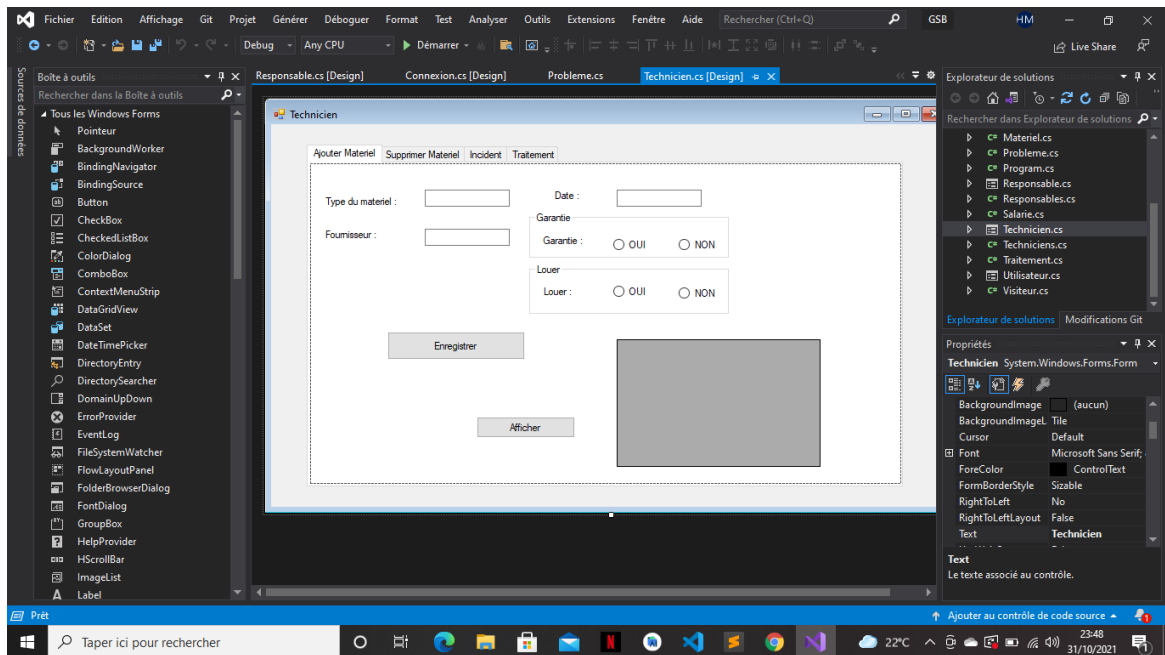 Fichier Edition Affichage Git Projet Générer Déboguer Format Test Analyser Outils Extensions Fenêtre Aide Rechercher (Ctrl+Q) GSB HM
Debug Any CPU Démarrer Live Share
Sources de données
Boîte à outils
Rechercher dans la Boîte à outils
Tous les Windows Forms
Pointeur
BackgroundWorker
BindingNavigator
BindingSource
Button
CheckBox
CheckedListBox
ColorDialog
ComboBox
ContextMenuStrip
DataGridView
DataSet
DateTimePicker
DirectoryEntry
DirectorySearcher
DomainUpDown
ErrorProvider
EventLog
FileSystemWatcher
FlowLayoutPanel
FolderBrowserDialog
FontDialog
GroupBox
HelpProvider
HScrollBar
ImageList
Label
Responsable.cs [Design] Connexion.cs [Design] Probleme.cs Technicien.cs [Design]
Technicien
Ajouter Materiel Supprimer Materiel Incident Traitement
Type du materiel : Date :
Garantie
Fournisseur : Garantie : OUI NON
Louer
Louer : OUI NON
Enregistrer
Afficher
Explorateur de solutions
Rechercher dans Explorateur de solutions
C# Materiel.cs
C# Probleme.cs
C# Program.cs
Responsable.cs
C# Responsables.cs
C# Salarie.cs
Technicien.cs
C# Techniciens.cs
C# Traitement.cs
Utilisateur.cs
C# Visiteur.cs
Explorateur de solutions Modifications Git
Propriétés
Technicien System.Windows.Forms.Form
BackgroundImage (aucun)
BackgroundImageL Tile
Cursor Default
Font Microsoft Sans Serif;
ForeColor ControlText
FormBorderStyle Sizable
RightToLeft No
RightToLeftLayout False
Text Technicien
Text
Le texte associé au contrôle.
Prêt Ajouter au contrôle de code source
Taper ici pour rechercher 22°C 23:48
31/10/2021